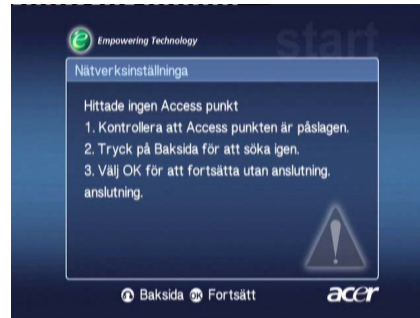 Empowering Technology
start
Nätverksinställninga
Hittade ingen Access punkt
1. Kontrollera att Access punkten är påslagen.
2. Tryck på Baksida för att söka igen.
3. Välj OK för att fortsätta utan anslutning.
anslutning.
Baksida OK Fortsätt
acer